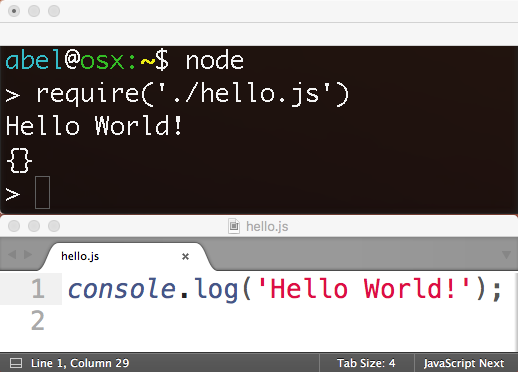 abel@osx:~$ node
> require('./hello.js')
Hello World!
{}
>
hello.js
hello.js ×
1 console.log('Hello World!');
2
Line 1, Column 29 Tab Size: 4 JavaScript Next